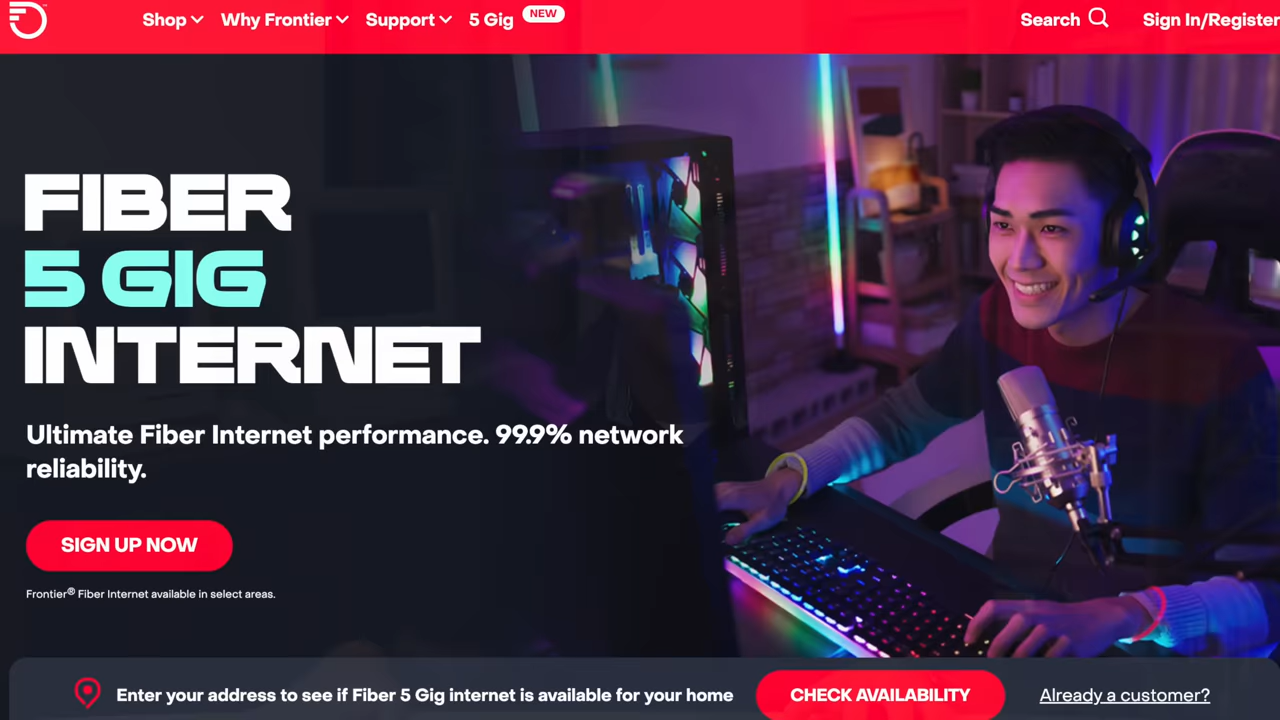 Shop Why Frontier Support 5 Gig NEW Search Sign In/Register
FIBER
5 GIG
INTERNET
Ultimate Fiber Internet performance. 99.9% network
reliability.
SIGN UP NOW
Frontier® Fiber Internet available in select areas.
Enter your address to see if Fiber 5 Gig internet is available for your home CHECK AVAILABILITY Already a customer?